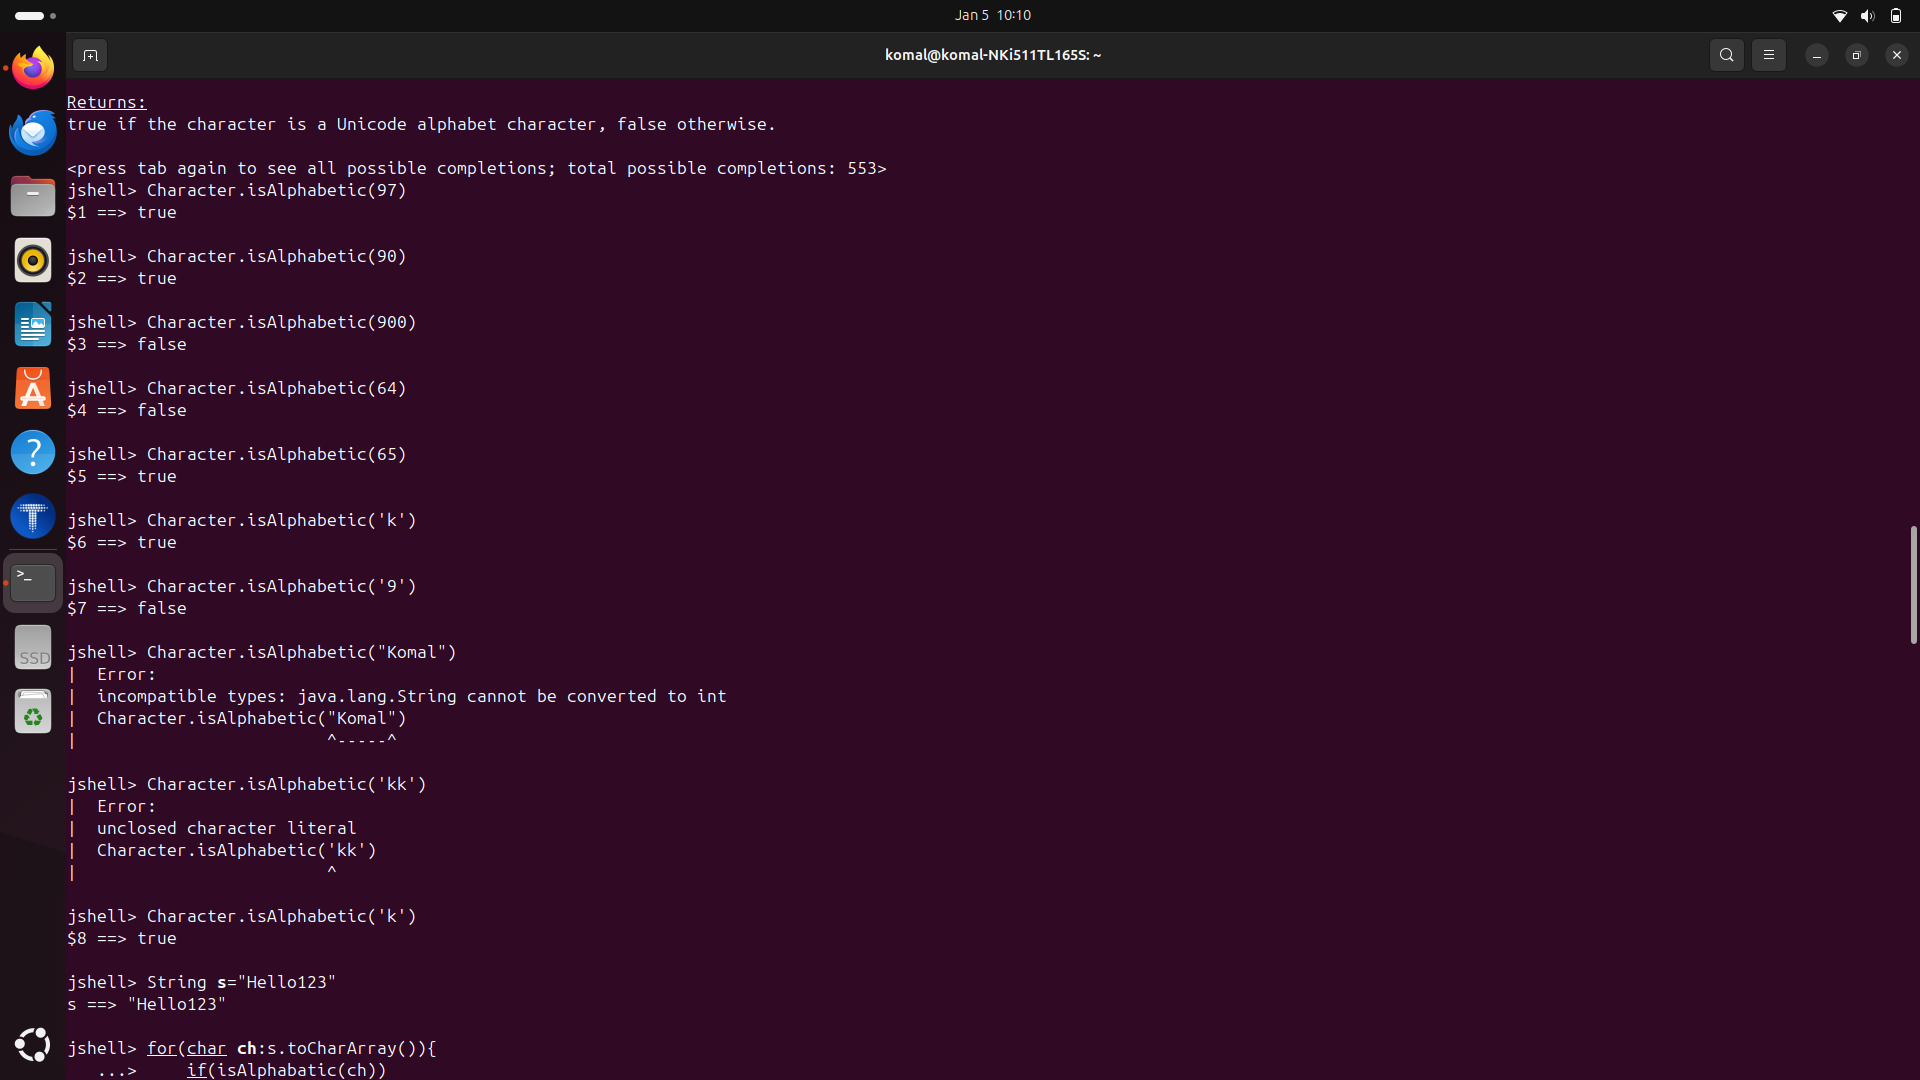 Jan 5 10:10
komal@komal-NKi511TL165S: ~
Returns:
true if the character is a Unicode alphabet character, false otherwise.
<press tab again to see all possible completions; total possible completions: 553>
jshell> Character.isAlphabetic(97)
$1 ==> true
jshell> Character.isAlphabetic(90)
$2 ==> true
jshell> Character.isAlphabetic(900)
$3 ==> false
jshell> Character.isAlphabetic(64)
$4 ==> false
jshell> Character.isAlphabetic(65)
$5 ==> true
jshell> Character.isAlphabetic('k')
$6 ==> true
jshell> Character.isAlphabetic('9')
$7 ==> false
jshell> Character.isAlphabetic("Komal")
|  Error:
|  incompatible types: java.lang.String cannot be converted to int
|  Character.isAlphabetic("Komal")
|                         ^-----^
jshell> Character.isAlphabetic('kk')
|  Error:
|  unclosed character literal
|  Character.isAlphabetic('kk')
|                         ^
jshell> Character.isAlphabetic('k')
$8 ==> true
jshell> String s="Hello123"
s ==> "Hello123"
jshell> for(char ch:s.toCharArray()){
   ...>     if(isAlphabatic(ch))
SSD